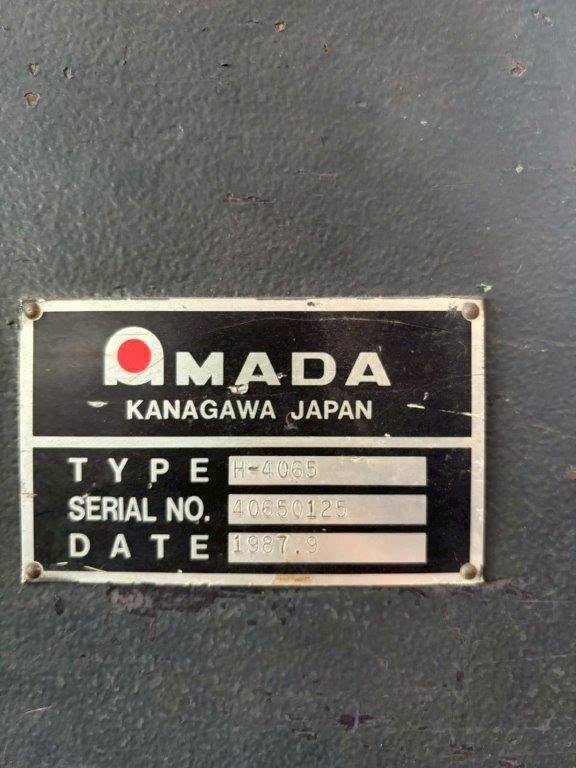 AMADA
KANAGAWA JAPAN
TYPE H-4065
SERIAL NO. 40650125
DATE 1987.9